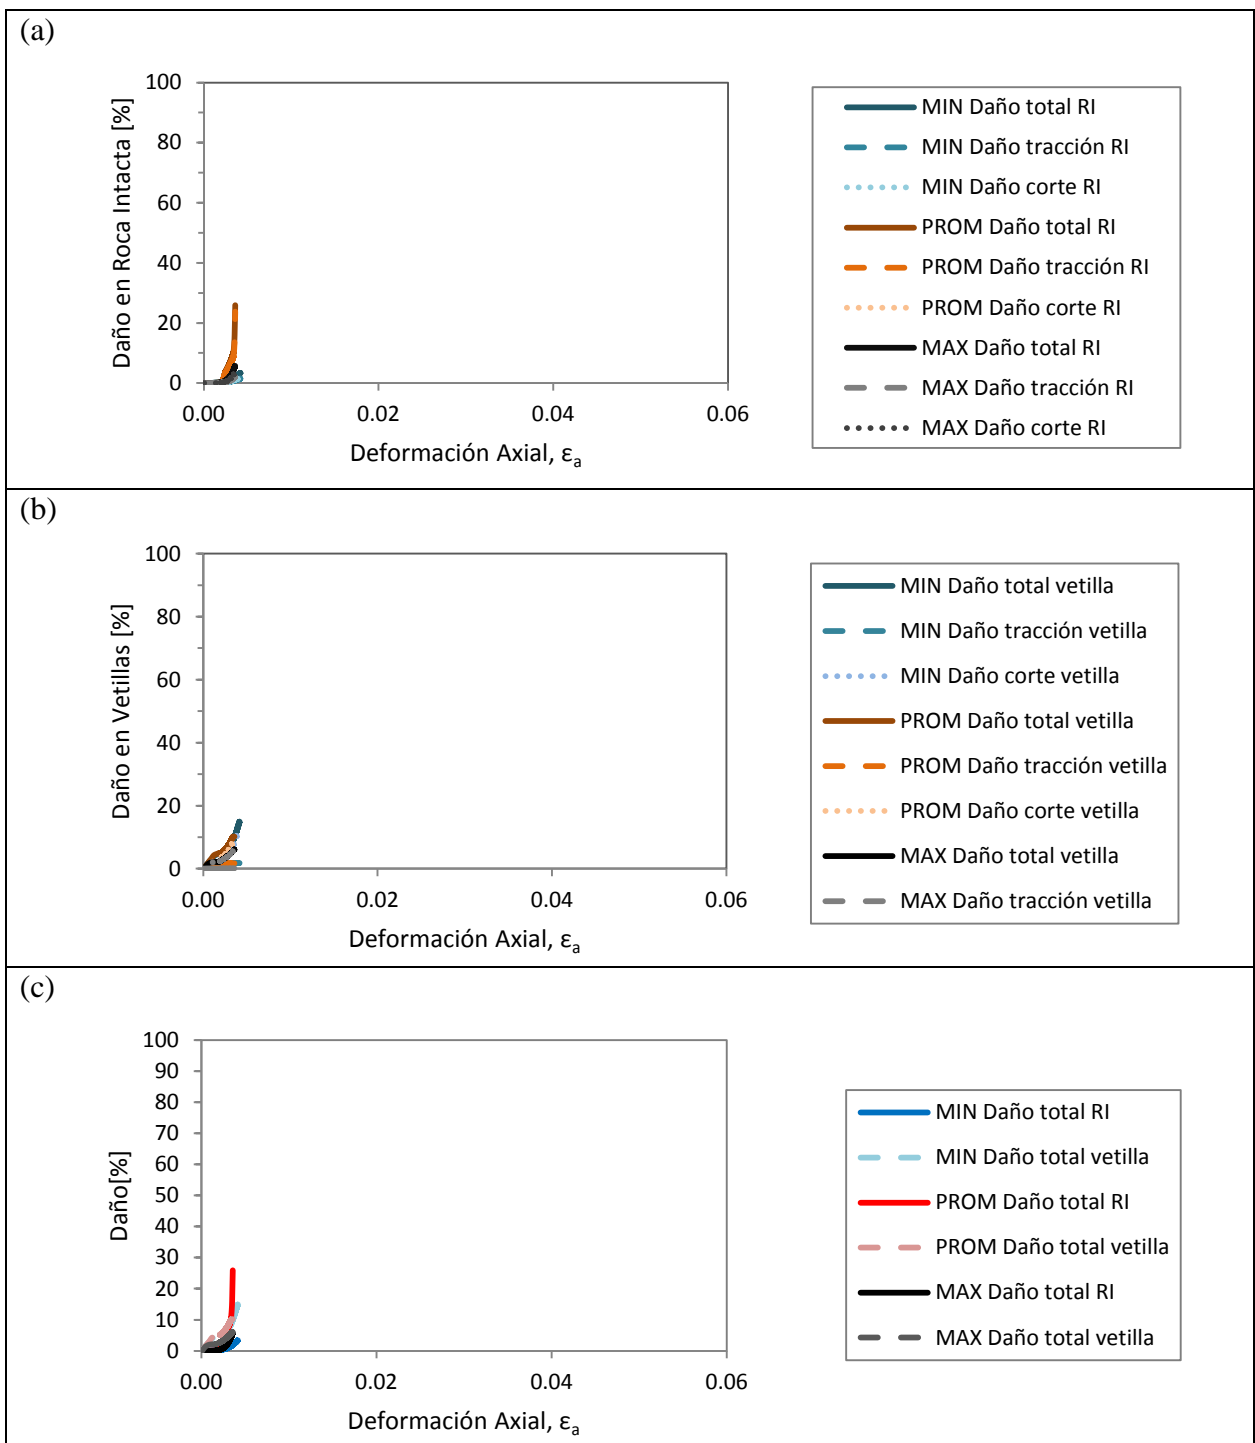 (a)
Daño en Roca Intacta [%]
100
80
60
40
20
0
0.00
0.02
0.04
0.06
Deformación Axial, εa
MIN Daño total RI
MIN Daño tracción RI
MIN Daño corte RI
PROM Daño total RI
PROM Daño tracción RI
PROM Daño corte RI
MAX Daño total RI
MAX Daño tracción RI
MAX Daño corte RI
(b)
Daño en Vetillas [%]
100
80
60
40
20
0
0.00
0.02
0.04
0.06
Deformación Axial, εa
MIN Daño total vetilla
MIN Daño tracción vetilla
MIN Daño corte vetilla
PROM Daño total vetilla
PROM Daño tracción vetilla
PROM Daño corte vetilla
MAX Daño total vetilla
MAX Daño tracción vetilla
(c)
Daño[%]
100
90
80
70
60
50
40
30
20
10
0
0.00
0.02
0.04
0.06
Deformación Axial, εa
MIN Daño total RI
MIN Daño total vetilla
PROM Daño total RI
PROM Daño total vetilla
MAX Daño total RI
MAX Daño total vetilla